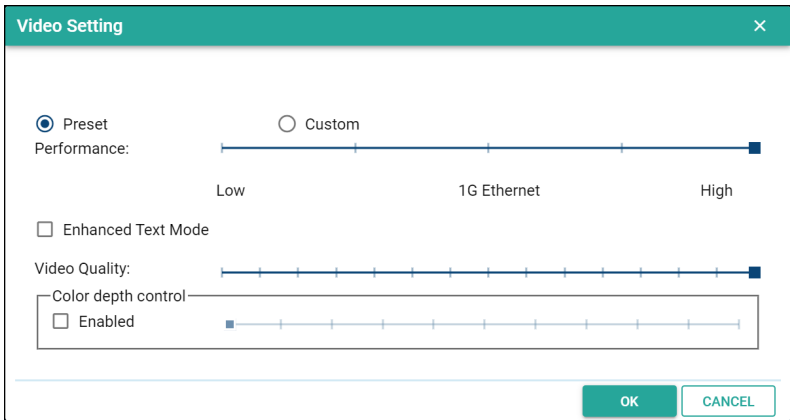 Video Setting
Preset Custom
Performance:
Low 1G Ethernet High
Enhanced Text Mode
Video Quality:
Color depth control
Enabled
OK CANCEL